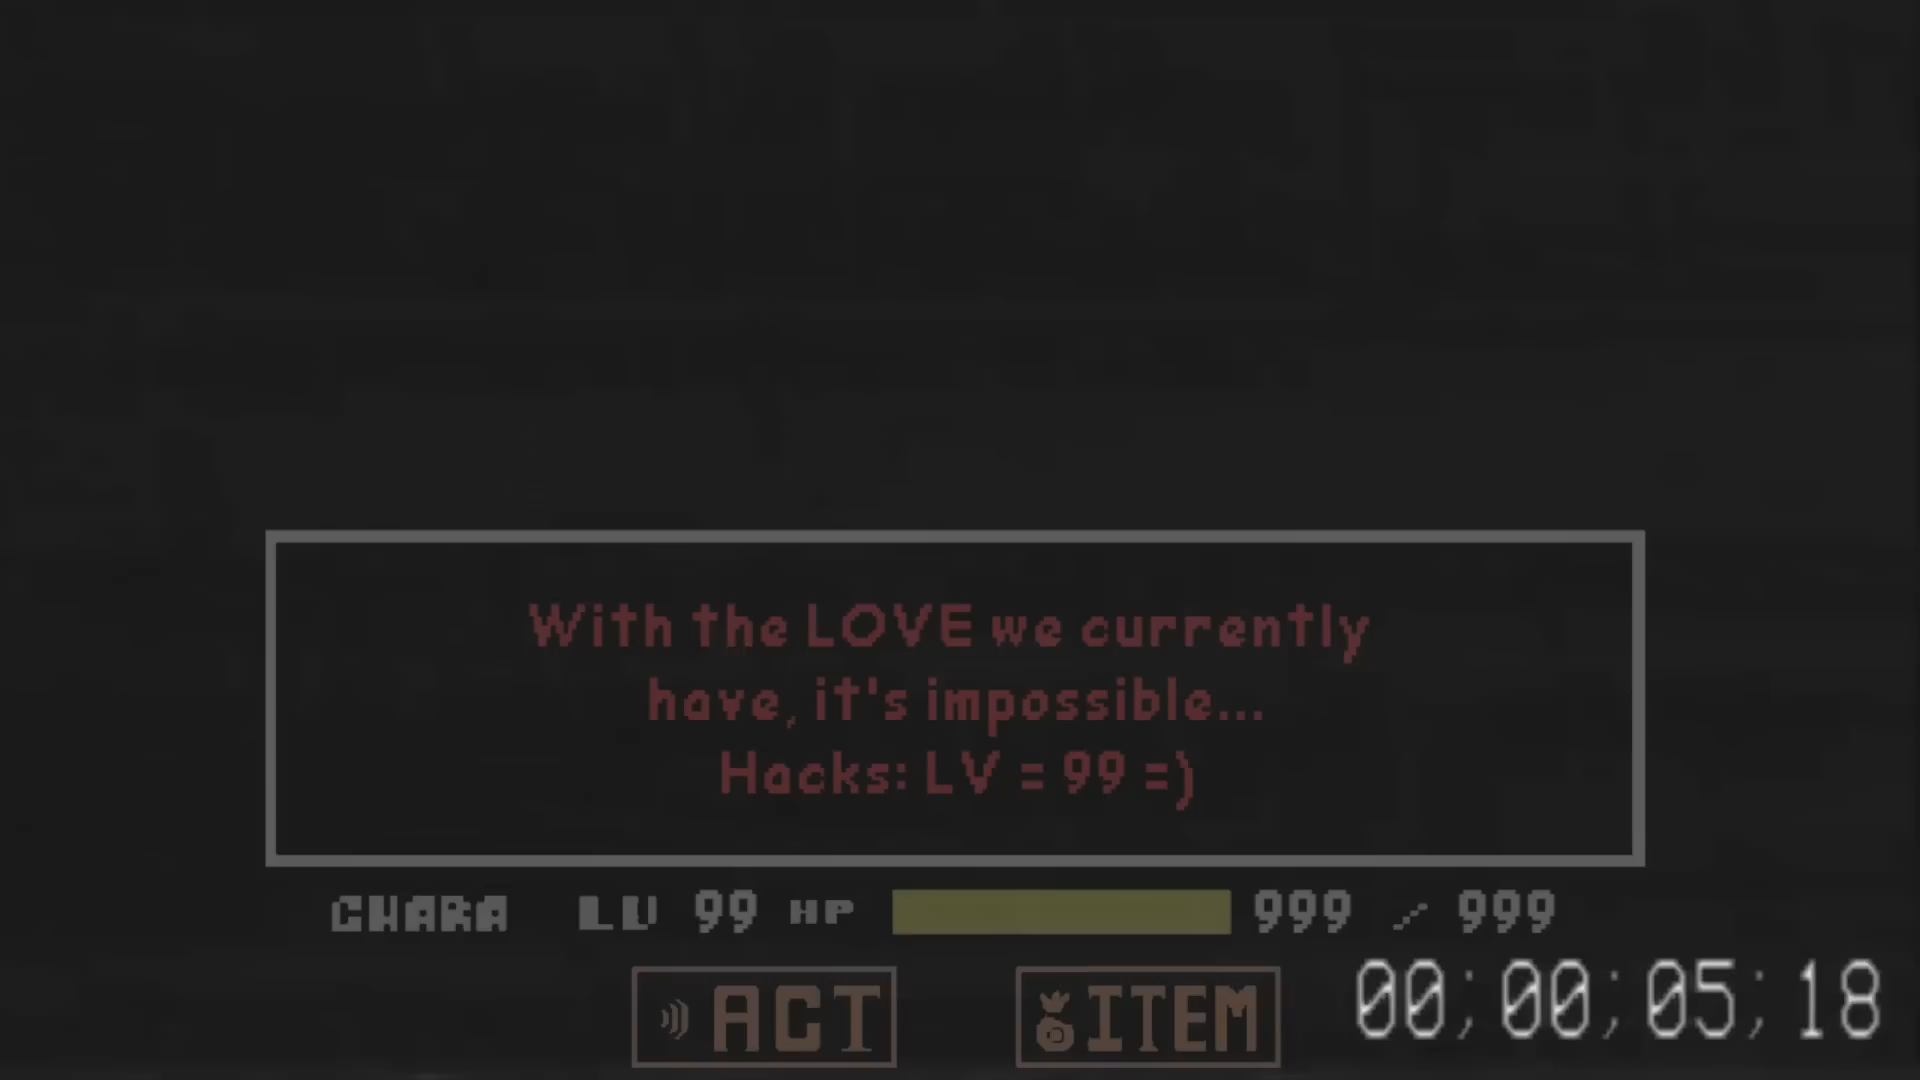 With the LOVE we currently
have, it's impossible...
Hacks: LV = 99 =)
CHARA LV 99 HP 999 / 999
ACT ITEM 00;00;05;18